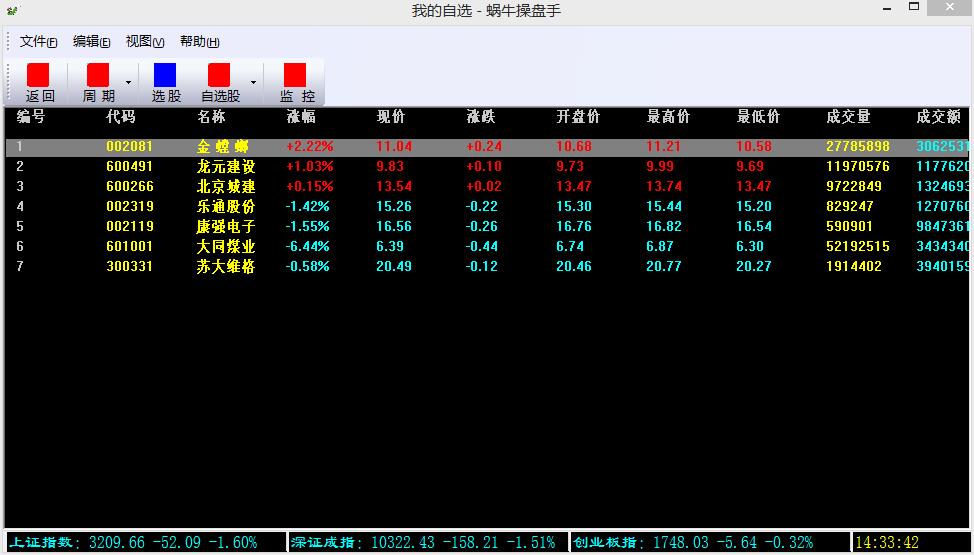 我的自选 - 蜗牛操盘手
文件(F) 编辑(E) 视图(V) 帮助(H)
返回 周期 选股 自选股 监控
编号 代码 名称 涨幅 现价 涨跌 开盘价 最高价 最低价 成交量 成交额
1 002081 金螳螂 +2.22% 11.04 +0.24 10.68 11.21 10.58 27785898 3062531
2 600491 龙元建设 +1.03% 9.83 +0.10 9.73 9.99 9.69 11970576 1177620
3 600266 北京城建 +0.15% 13.54 +0.02 13.47 13.74 13.47 9722849 1324693
4 002319 乐通股份 -1.42% 15.26 -0.22 15.30 15.44 15.20 829247 1270760
5 002119 康强电子 -1.55% 16.56 -0.26 16.76 16.82 16.54 590901 9847361
6 601001 大同煤业 -6.44% 6.39 -0.44 6.74 6.87 6.30 52192515 3434340
7 300331 苏大维格 -0.58% 20.49 -0.12 20.46 20.77 20.27 1914402 3940159
上证指数: 3209.66 -52.09 -1.60% 深证成指: 10322.43 -158.21 -1.51% 创业板指: 1748.03 -5.64 -0.32% 14:33:42